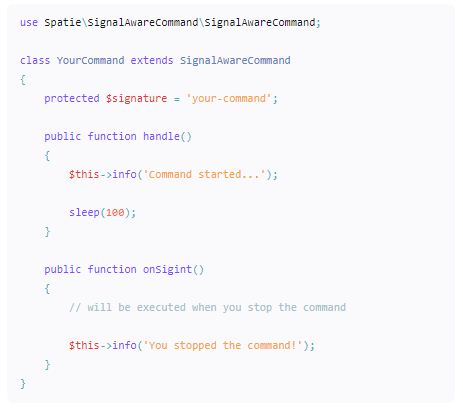 use Spatie\SignalAwareCommand\SignalAwareCommand;
class YourCommand extends SignalAwareCommand
{
    protected $signature = 'your-command';
    public function handle()
    {
        $this->info('Command started...');
        sleep(100);
    }
    public function onSigint()
    {
        // will be executed when you stop the command
        $this->info('You stopped the command!');
    }
}